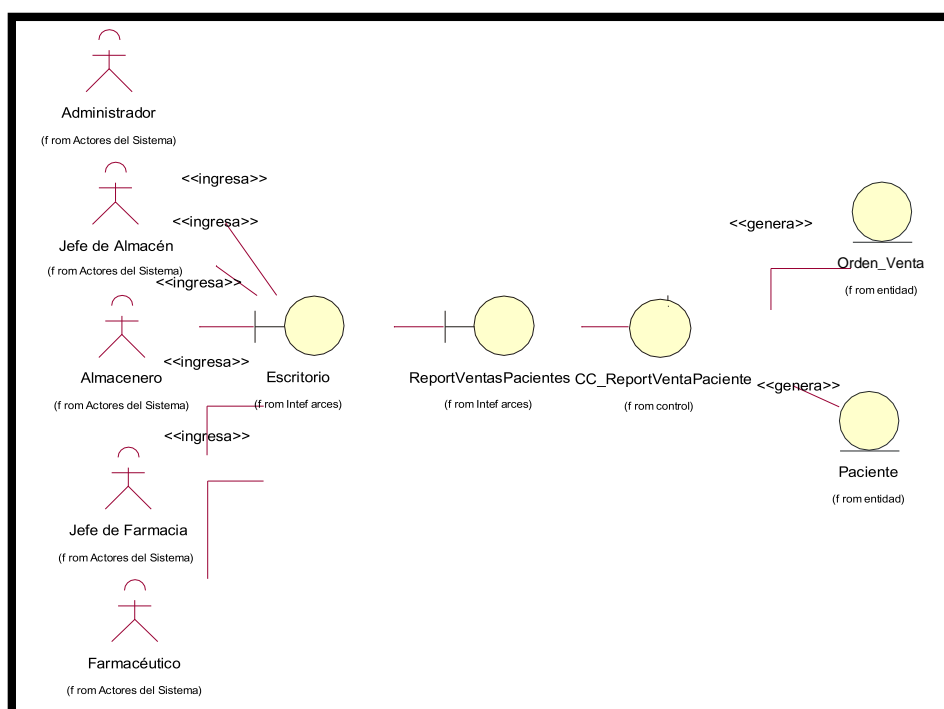 Administrador
(f rom Actores del Sistema)
<<ingresa>>
<<ingresa>>
<<genera>>
Jefe de Almacén
(f rom Actores del Sistema)
Orden_Venta
(f rom entidad)
<<ingresa>>
<<ingresa>>
Almacenero
(f rom Actores del Sistema)
Escritorio
(f rom Intef arces)
ReportVentasPacientes
(f rom Intef arces)
CC_ReportVentaPaciente
(f rom control)
<<genera>>
<<ingresa>>
Paciente
(f rom entidad)
Jefe de Farmacia
(f rom Actores del Sistema)
Farmacéutico
(f rom Actores del Sistema)